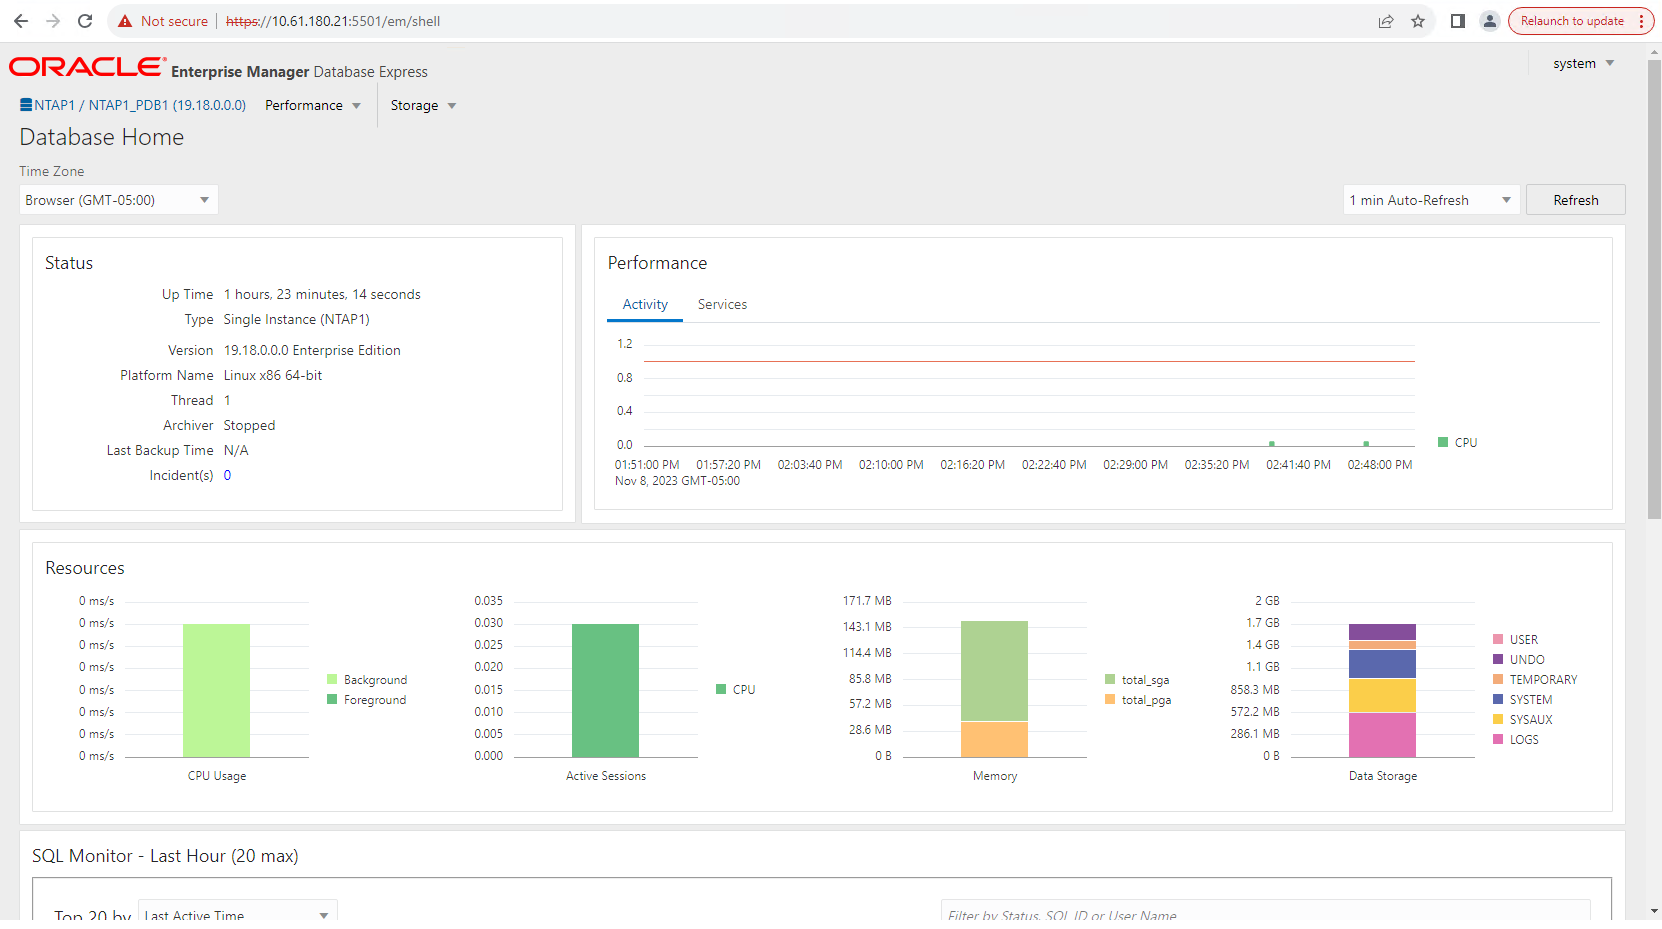 Not secure | https://10.61.180.21:5501/em/shell
Relaunch to update
ORACLE® Enterprise Manager Database Express
system
NTAP1 / NTAP1_PDB1 (19.18.0.0.0) Performance Storage
Database Home
Time Zone
Browser (GMT-05:00)
1 min Auto-Refresh
Refresh
Status
Up Time 1 hours, 23 minutes, 14 seconds
Type Single Instance (NTAP1)
Version 19.18.0.0.0 Enterprise Edition
Platform Name Linux x86 64-bit
Thread 1
Archiver Stopped
Last Backup Time N/A
Incident(s) 0
Performance
Activity Services
1.2
0.8
0.4
0.0
CPU
01:51:00 PM 01:57:20 PM 02:03:40 PM 02:10:00 PM 02:16:20 PM 02:22:40 PM 02:29:00 PM 02:35:20 PM 02:41:40 PM 02:48:00 PM
Nov 8, 2023 GMT-05:00
Resources
0 ms/s
0 ms/s
0 ms/s
0 ms/s
0 ms/s
0 ms/s
0 ms/s
0 ms/s
CPU Usage
Background
Foreground
0.035
0.030
0.025
0.020
0.015
0.010
0.005
0.000
Active Sessions
CPU
171.7 MB
143.1 MB
114.4 MB
85.8 MB
57.2 MB
28.6 MB
0 B
Memory
total_sga
total_pga
2 GB
1.7 GB
1.4 GB
1.1 GB
858.3 MB
572.2 MB
286.1 MB
0 B
Data Storage
USER
UNDO
TEMPORARY
SYSTEM
SYSAUX
LOGS
SQL Monitor - Last Hour (20 max)
Top 20 by Last Active Time
Filter by Status, SQL ID or User Name